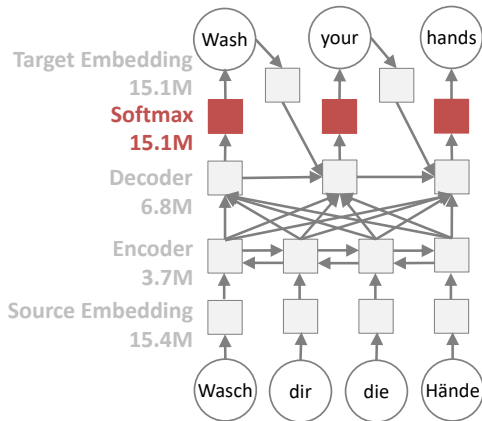 Wash your hands
Target Embedding
15.1M
Softmax
15.1M
Decoder
6.8M
Encoder
3.7M
Source Embedding
15.4M
Wasch dir die Hände